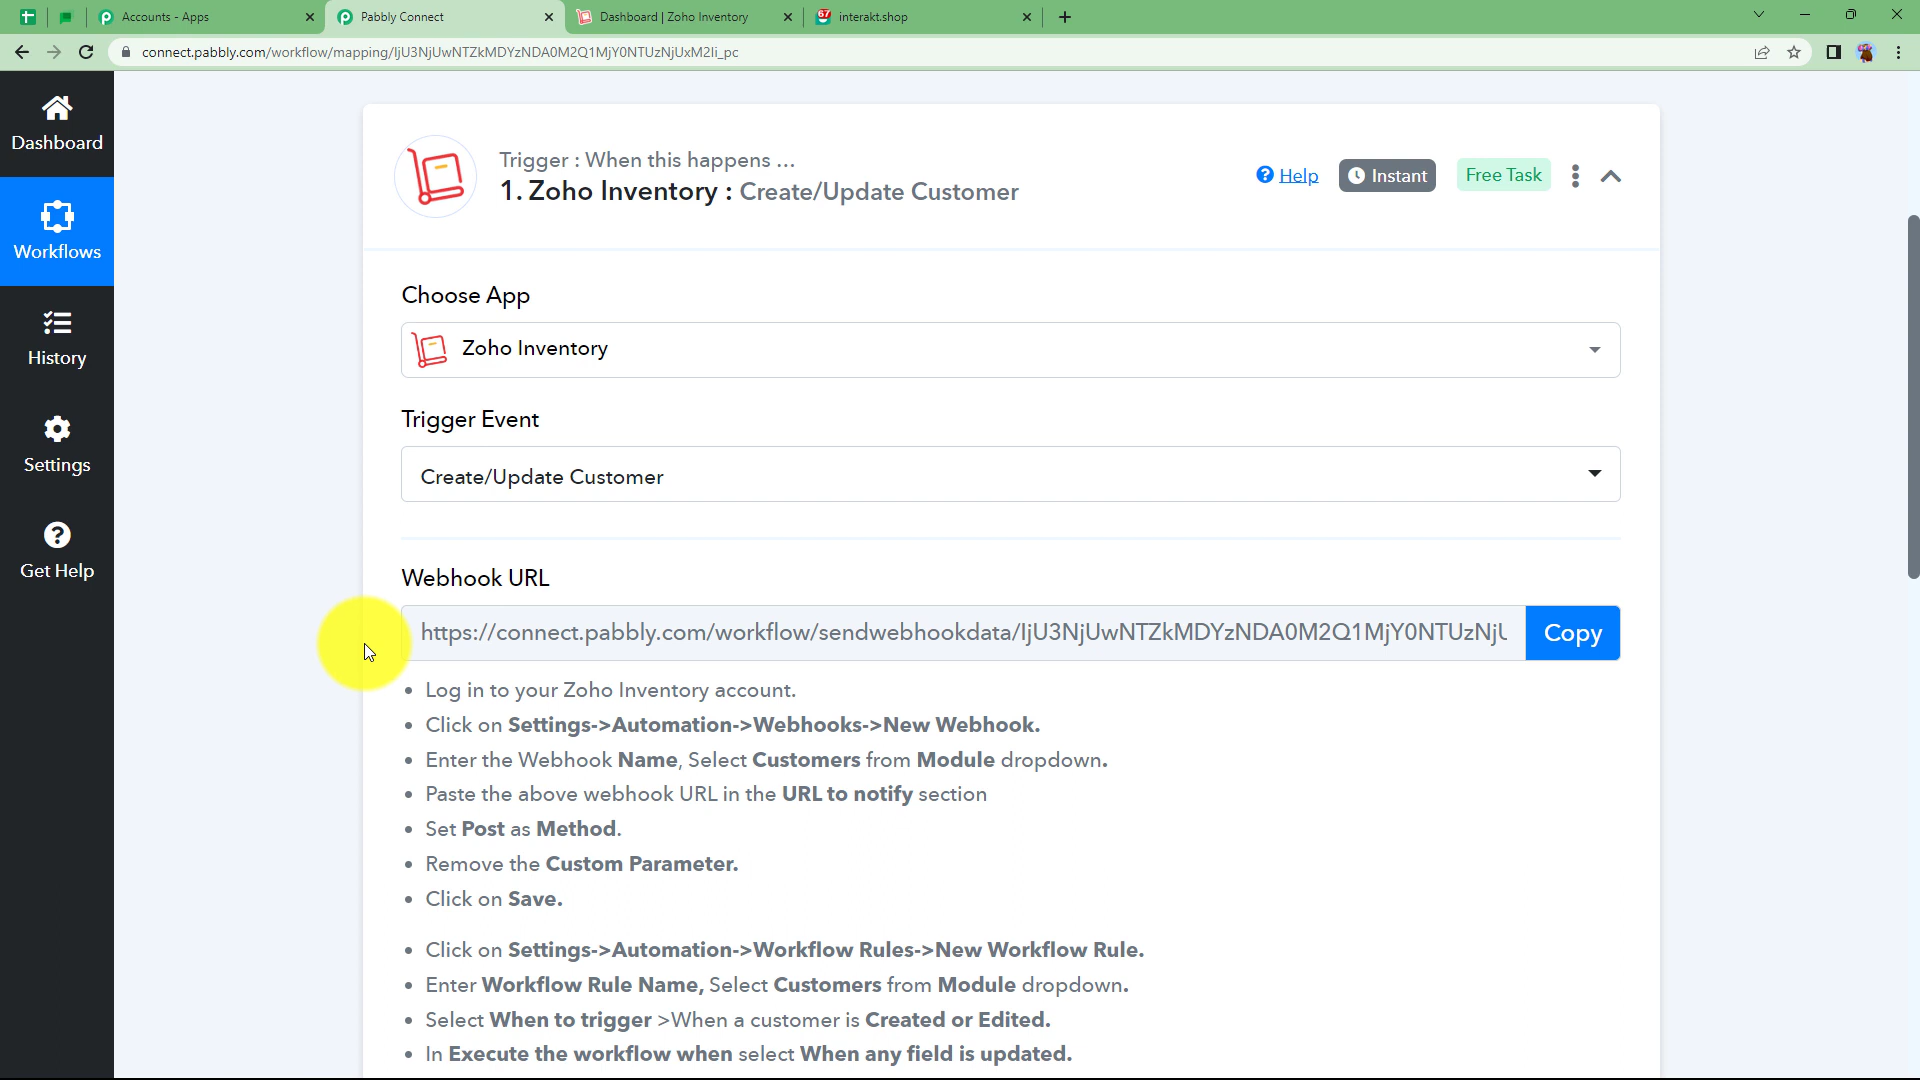 Accounts - Apps
Pabbly Connect
Dashboard | Zoho Inventory
67
interakt.shop
connect.pabbly.com/workflow/mapping/IjU3NjUwNTZkMDYzNDA0M2Q1MjY0NTUzNjUxM2Ii_pc
Dashboard
Workflows
History
Settings
Get Help
Trigger : When this happens ...
1. Zoho Inventory : Create/Update Customer
Help
Instant
Free Task
Choose App
Zoho Inventory
Trigger Event
Create/Update Customer
Webhook URL
https://connect.pabbly.com/workflow/sendwebhookdata/IjU3NjUwNTZkMDYzNDA0M2Q1MjY0NTUzNjU
Copy
• Log in to your Zoho Inventory account.
• Click on Settings->Automation->Webhooks->New Webhook.
• Enter the Webhook Name, Select Customers from Module dropdown.
• Paste the above webhook URL in the URL to notify section
• Set Post as Method.
• Remove the Custom Parameter.
• Click on Save.
• Click on Settings->Automation->Workflow Rules->New Workflow Rule.
• Enter Workflow Rule Name, Select Customers from Module dropdown.
• Select When to trigger >When a customer is Created or Edited.
• In Execute the workflow when select When any field is updated.